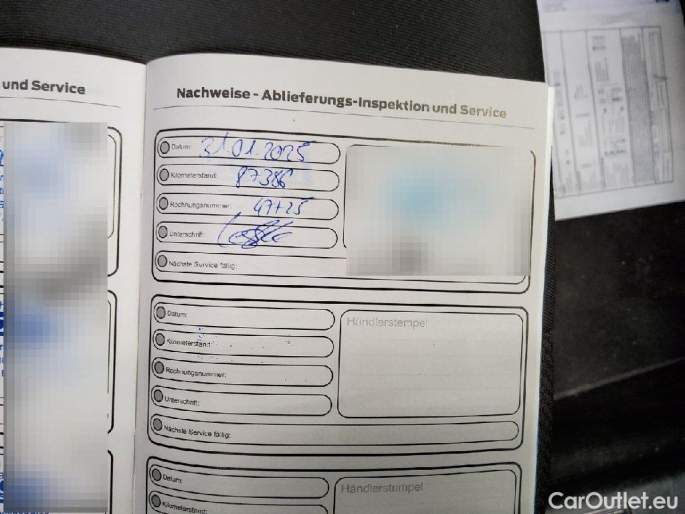 und Service
Nachweise - Ablieferungs-Inspektion und Service
Datum: 31.01.2025
Kilometerstand: 87386
Rechnungsnummer:
Unterschrift:
Nächste Service fällig:
Datum:
Händlerstempel
Kilometerstand:
Rechnungsnummer:
Unterschrift:
Nächste Service fällig:
Datum:
Händlerstempel
Kilometerstand:
CarOutlet.eu